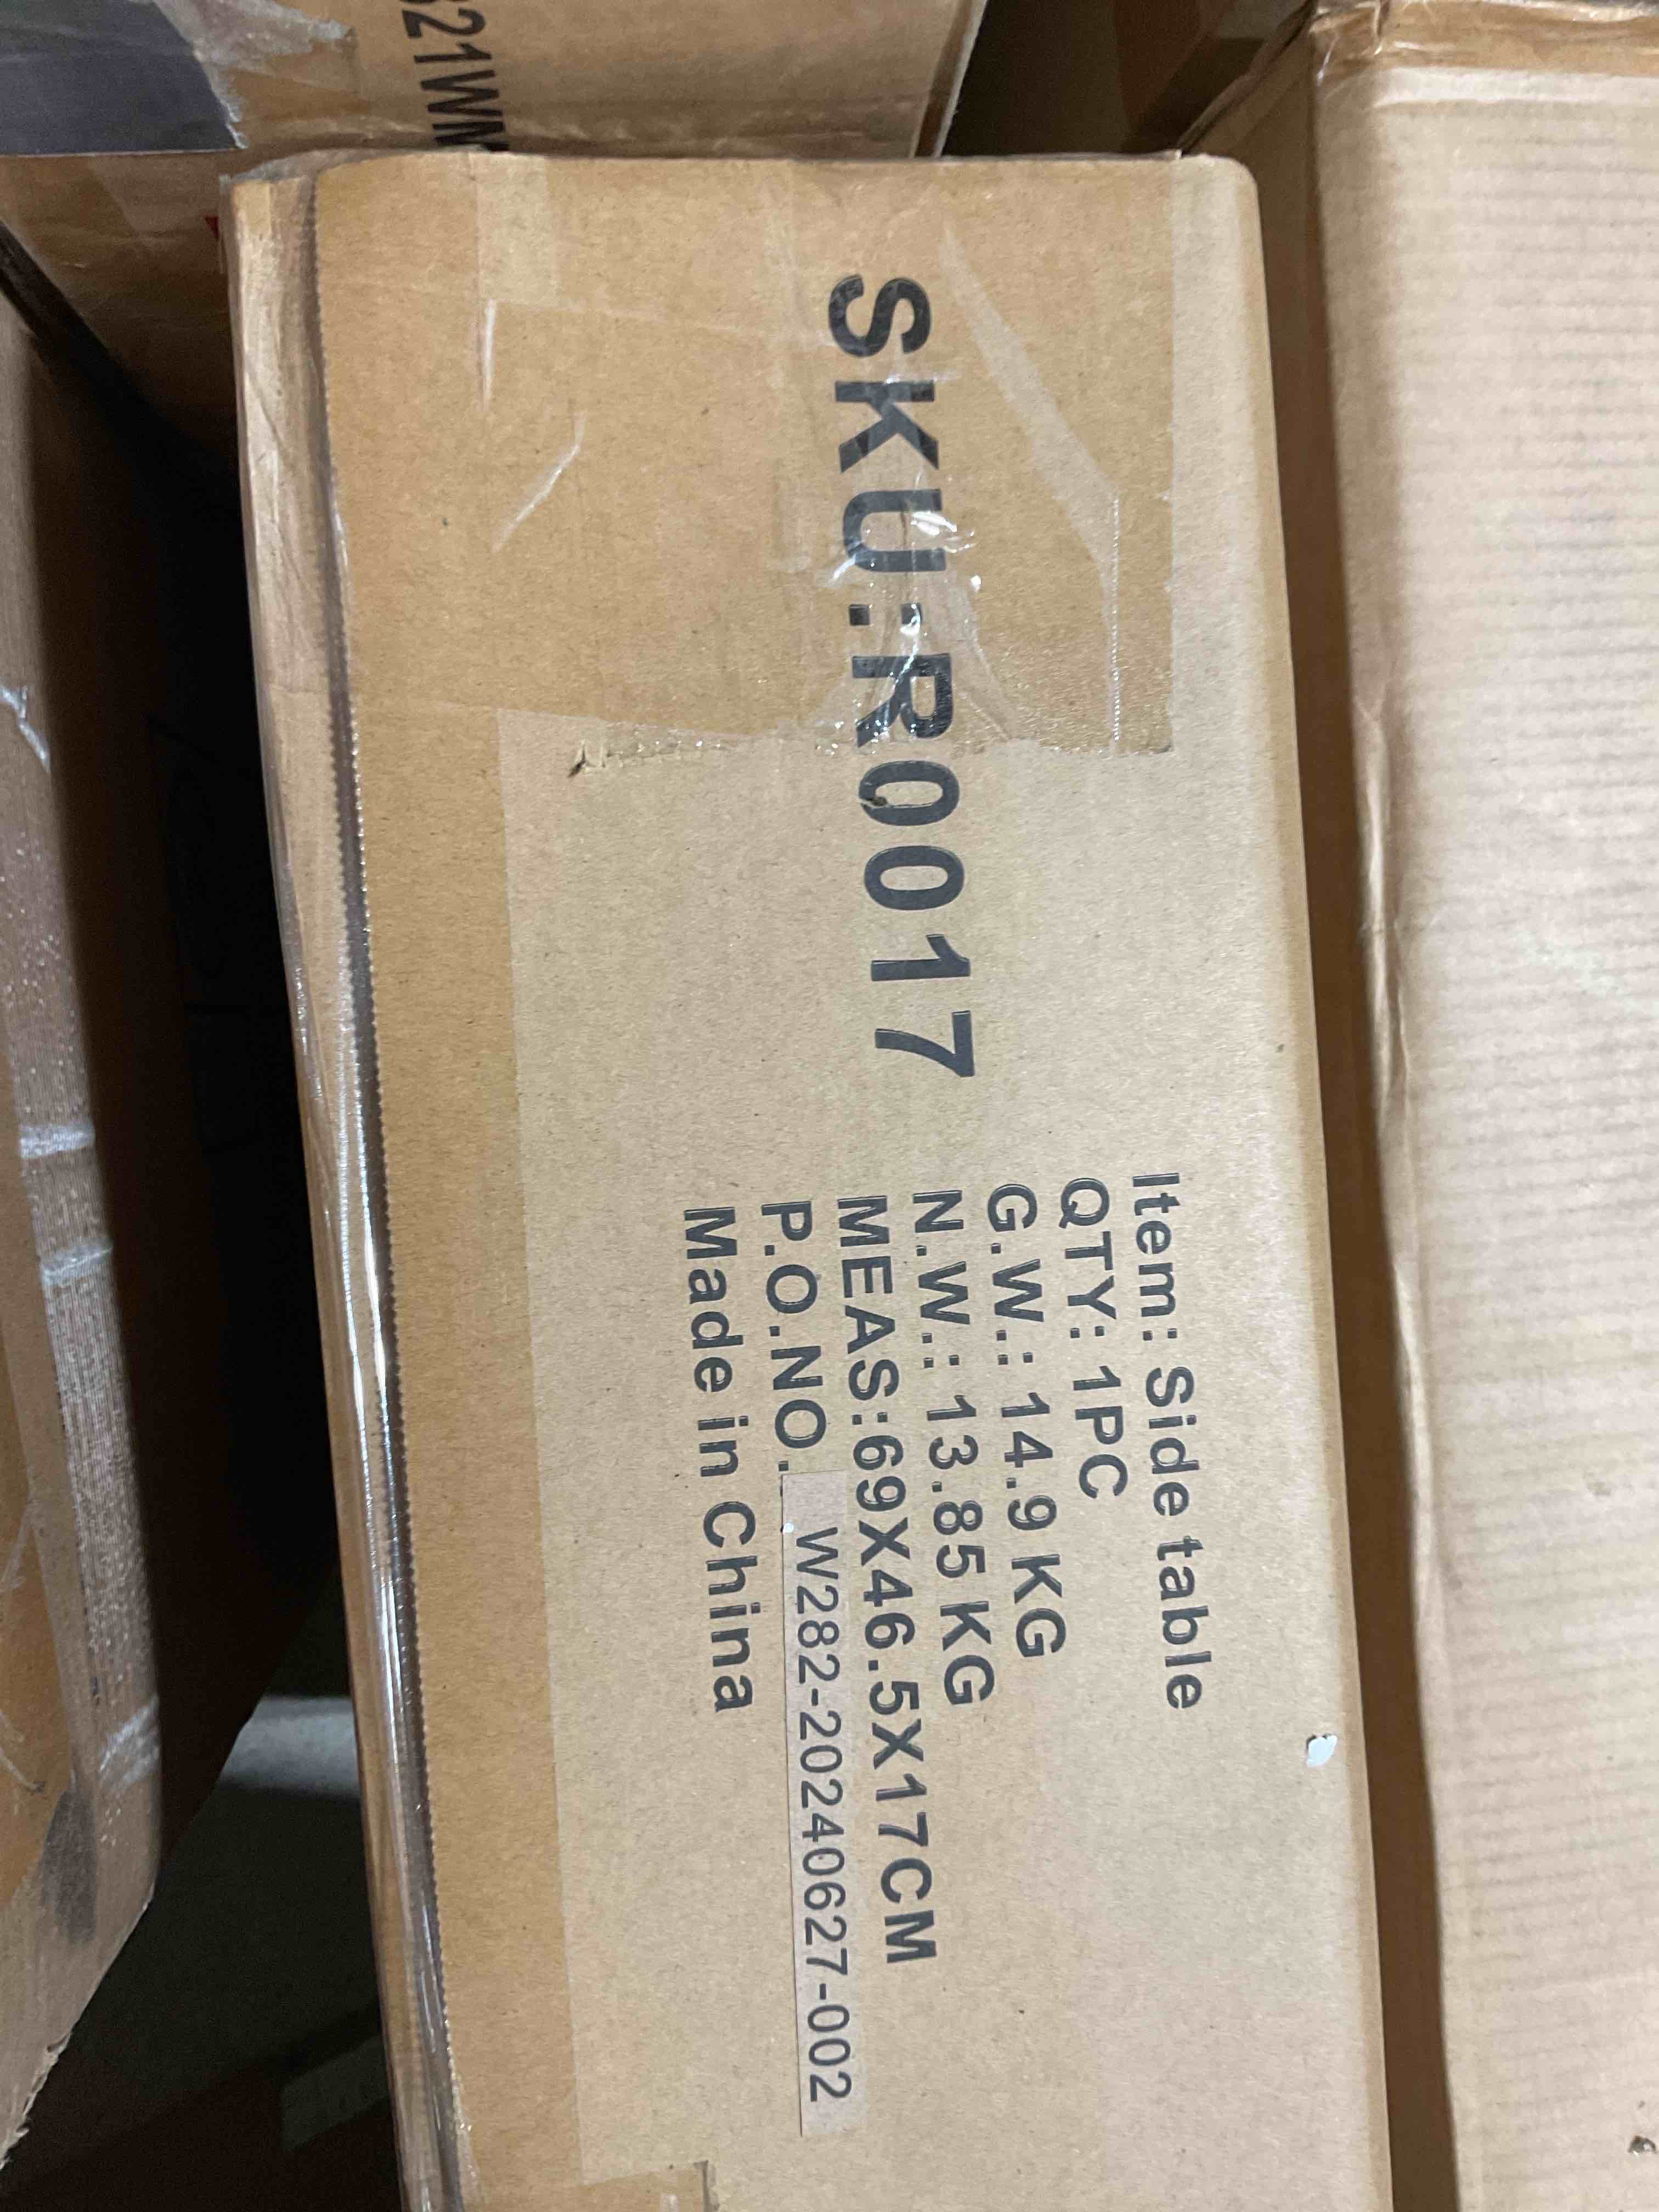 321WN
SKU:R0017
Item: Side table
QTY: 1PC
G.W.: 14.9 KG
N.W.: 13.85 KG
MEAS:69X46.5X17CM
P.O.NO. W282-20240627-002
Made in China